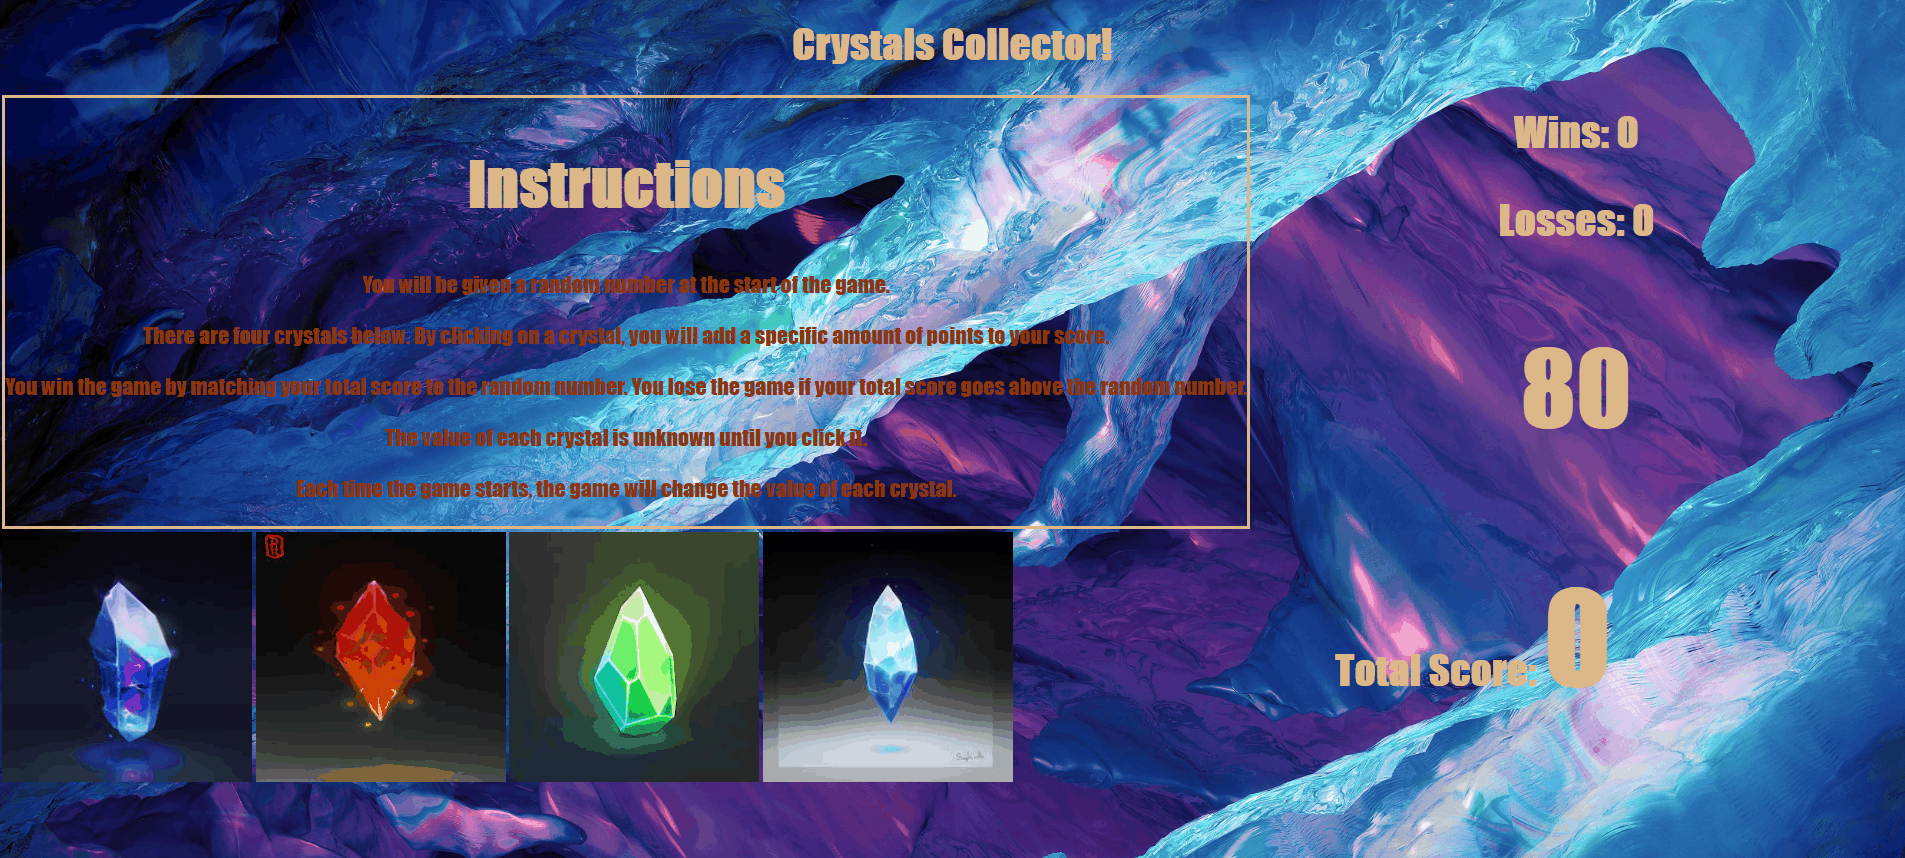 Crystals Collector!
Instructions
You will be given a random number at the start of the game.
There are four crystals below. By clicking on a crystal, you will add a specific amount of points to your score.
You win the game by matching your total score to the random number. You lose the game if your total score goes above the random number.
The value of each crystal is unknown until you click it.
Each time the game starts, the game will change the value of each crystal.
Wins: 0
Losses: 0
80
Total Score: 0